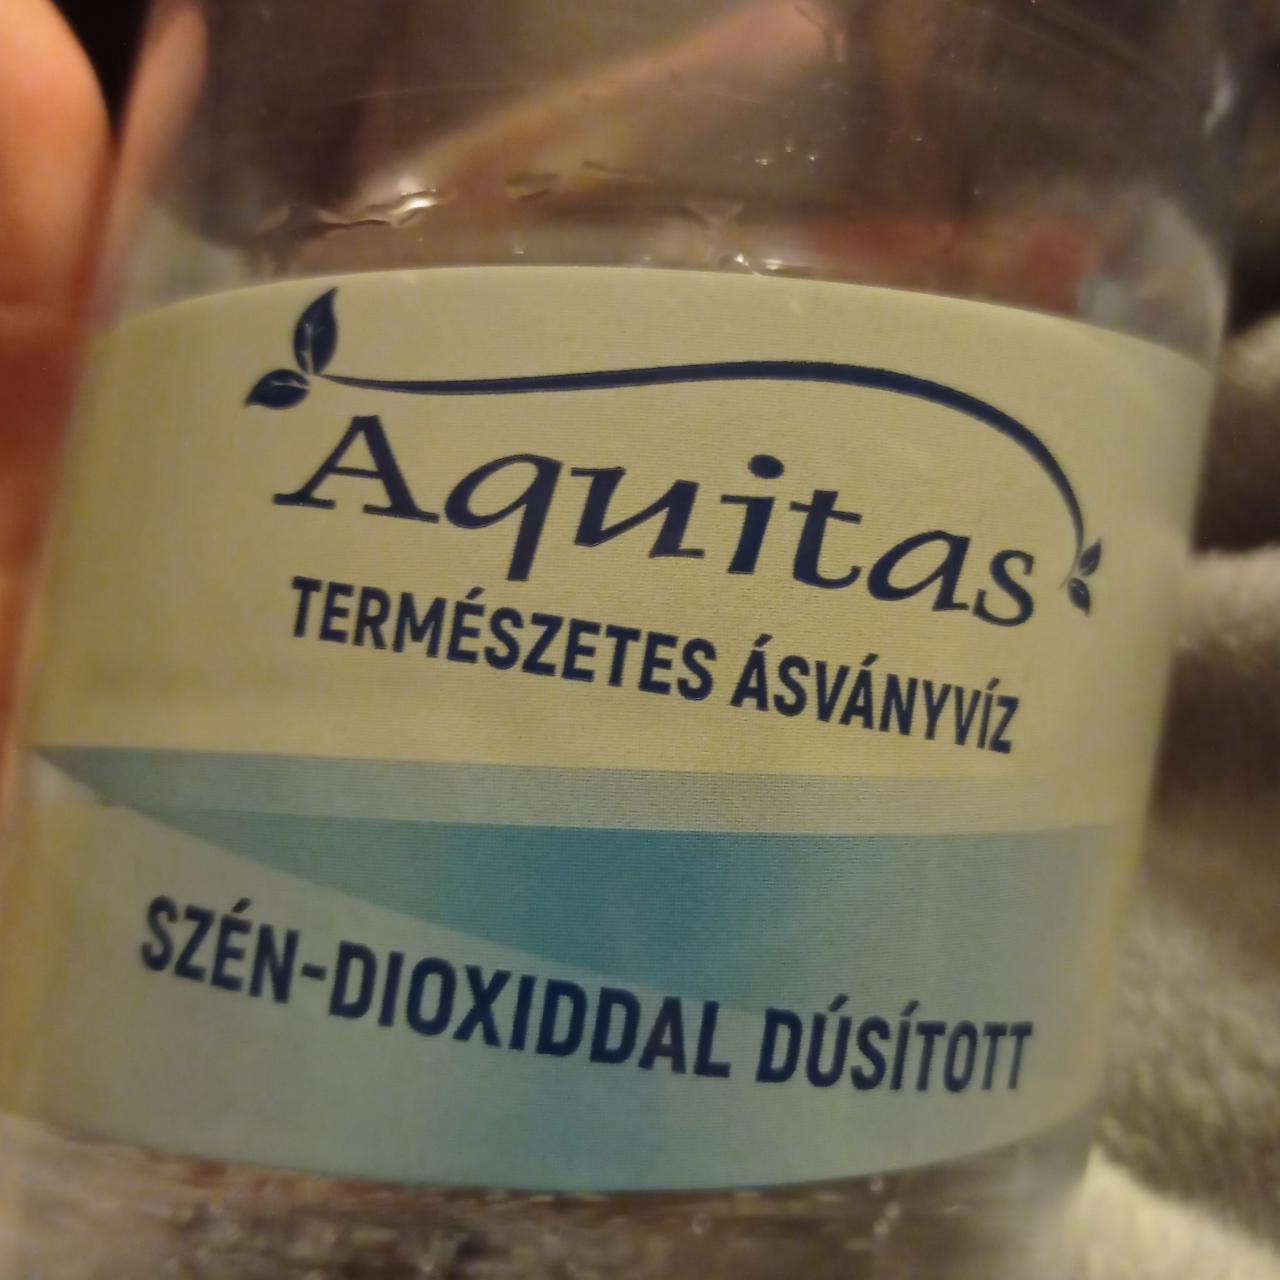 Aquitas
TERMÉSZETES ÁSVÁNYVÍZ
SZÉN-DIOXIDDAL DÚSÍTOTT